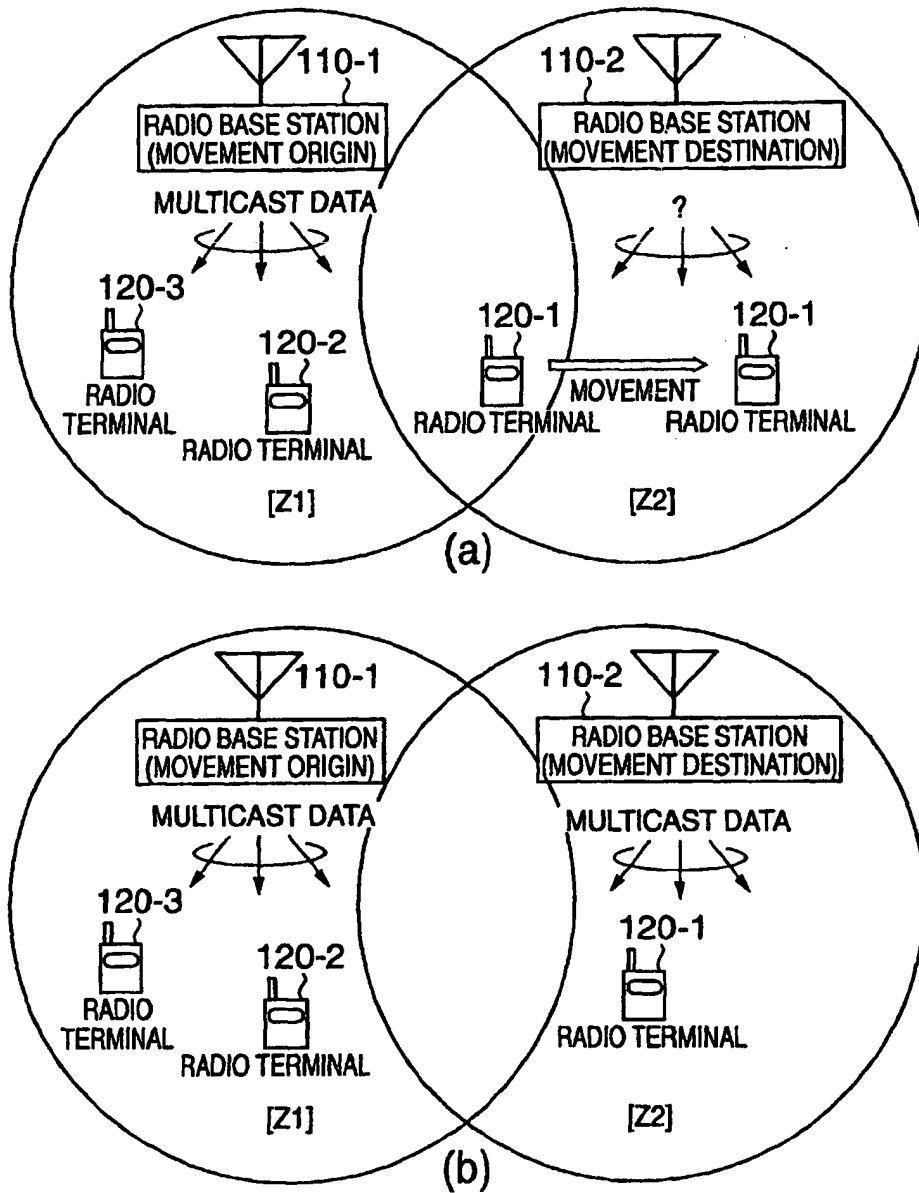 110-1
RADIO BASE STATION
(MOVEMENT ORIGIN)
MULTICAST DATA
110-2
RADIO BASE STATION
(MOVEMENT DESTINATION)
?
120-3
RADIO
TERMINAL
120-2
RADIO TERMINAL
120-1
RADIO TERMINAL
MOVEMENT
120-1
RADIO TERMINAL
[Z1]
[Z2]
(a)
110-1
RADIO BASE STATION
(MOVEMENT ORIGIN)
MULTICAST DATA
110-2
RADIO BASE STATION
(MOVEMENT DESTINATION)
MULTICAST DATA
120-3
RADIO
TERMINAL
120-2
RADIO TERMINAL
120-1
RADIO TERMINAL
[Z1]
[Z2]
(b)